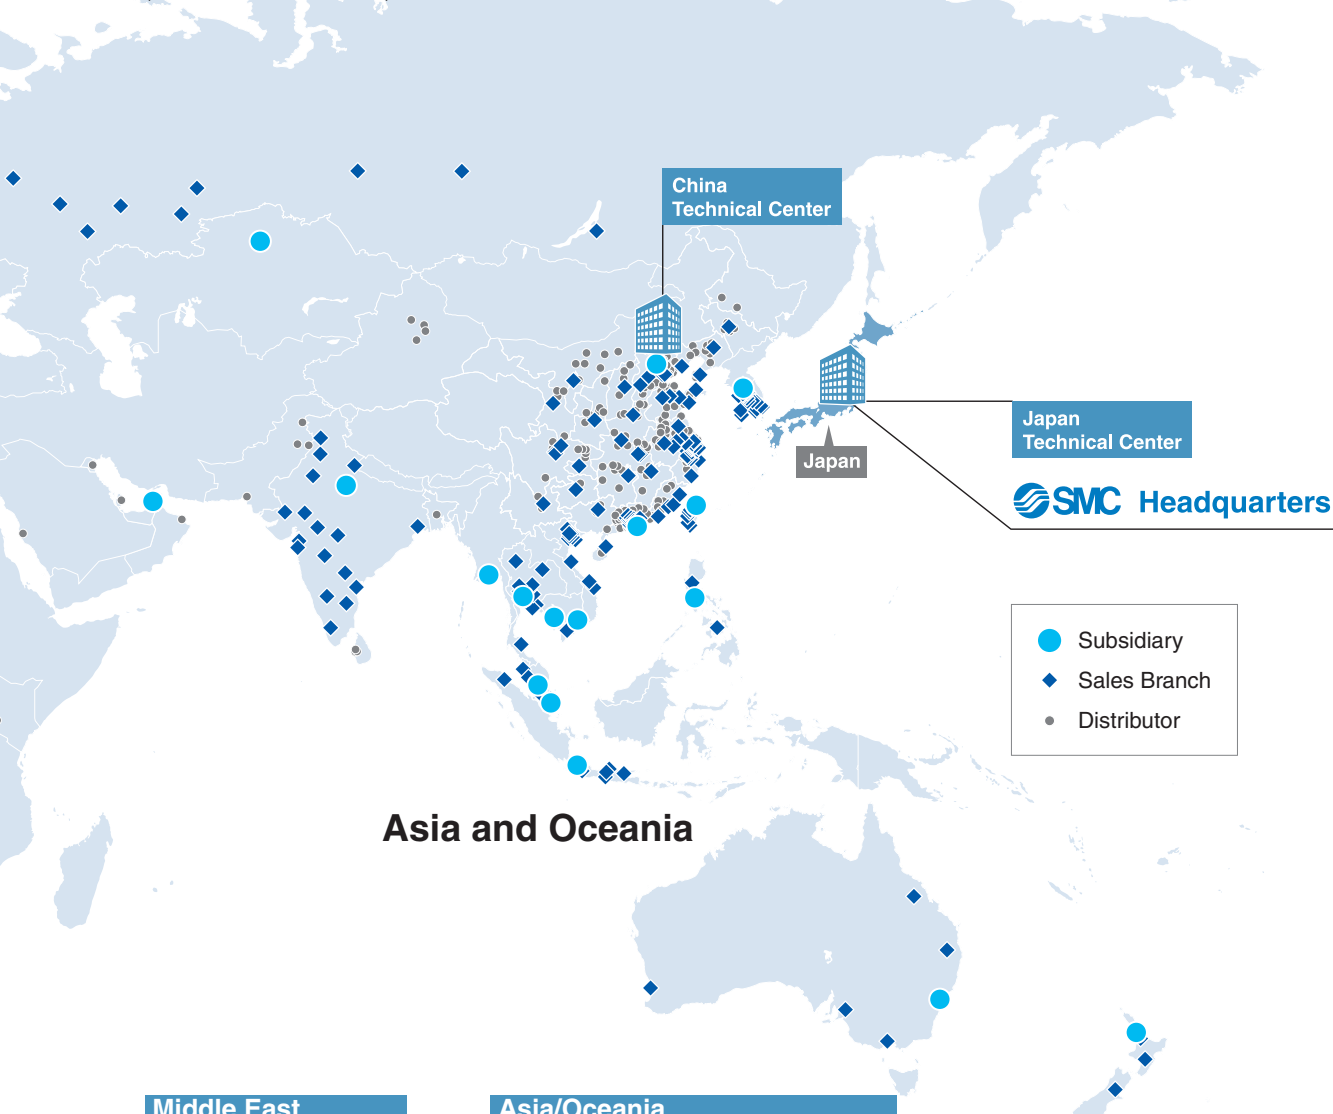 China
Technical Center
Japan
Technical Center
Japan
SMC Headquarters
Subsidiary
Sales Branch
Distributor
Asia and Oceania
Middle East
Asia/Oceania